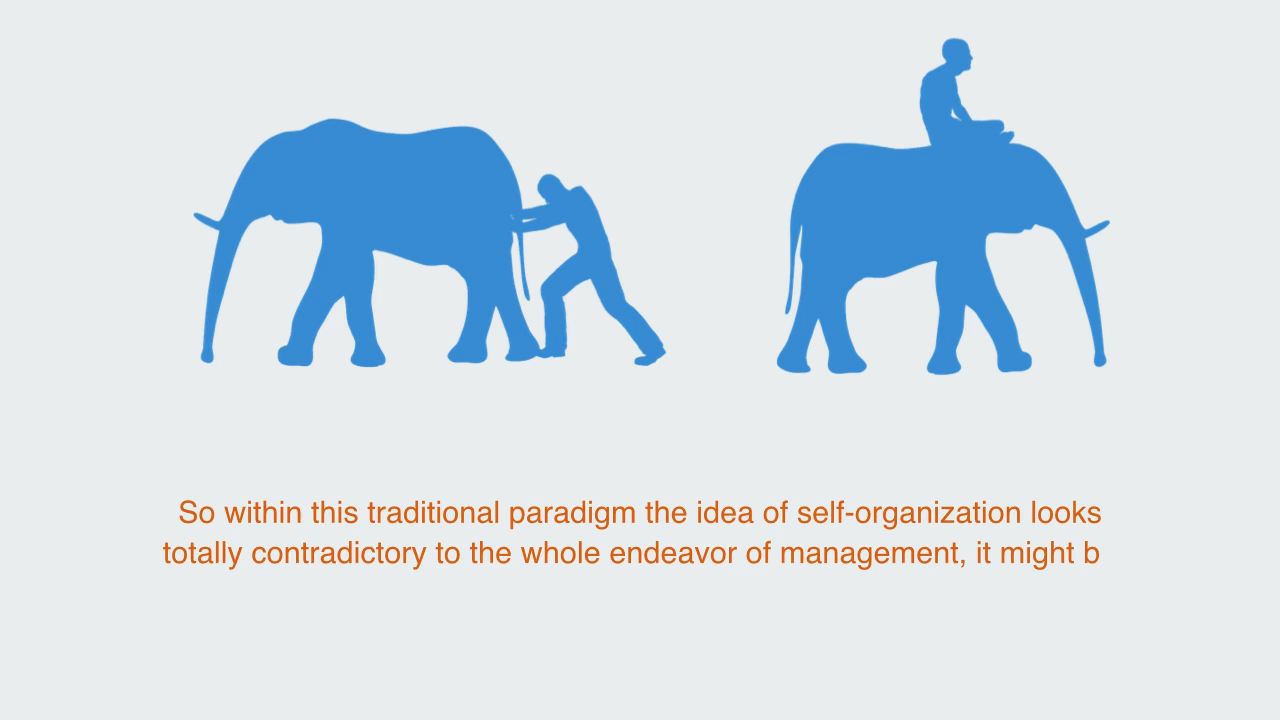 So within this traditional paradigm the idea of self-organization looks
totally contradictory to the whole endeavor of management, it might b